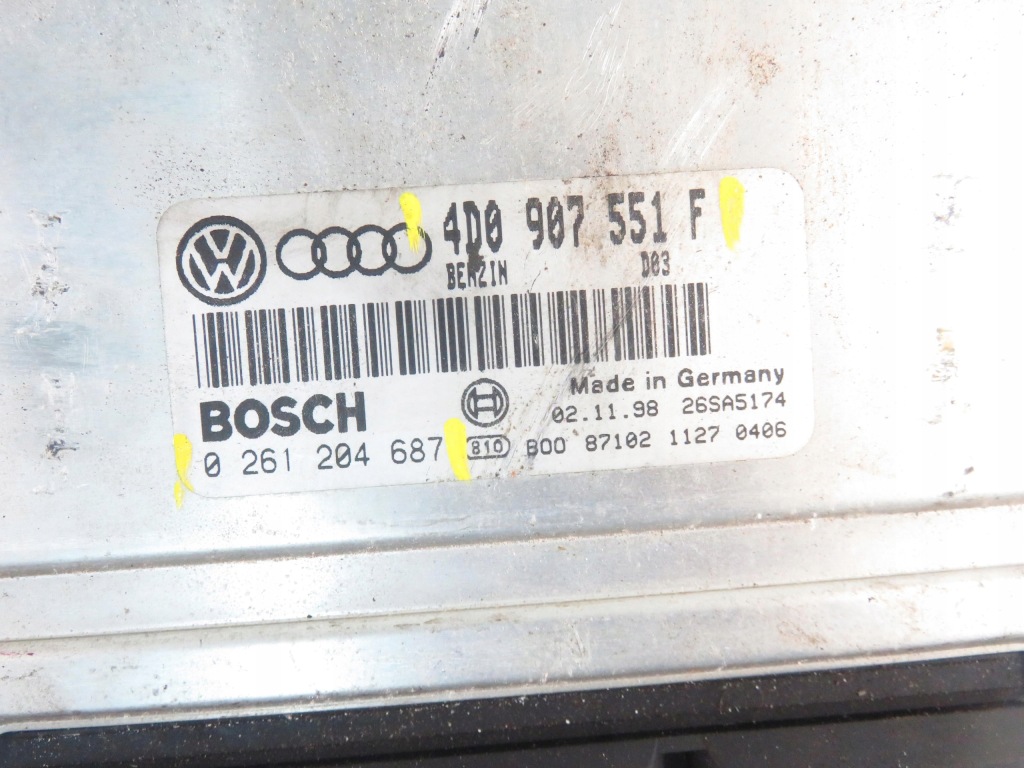 4D0 907 551 F
BENZIN D03
Made in Germany
BOSCH 02.11.98 26SA5174
0 261 204 687 810 B00 87102 1127 0406